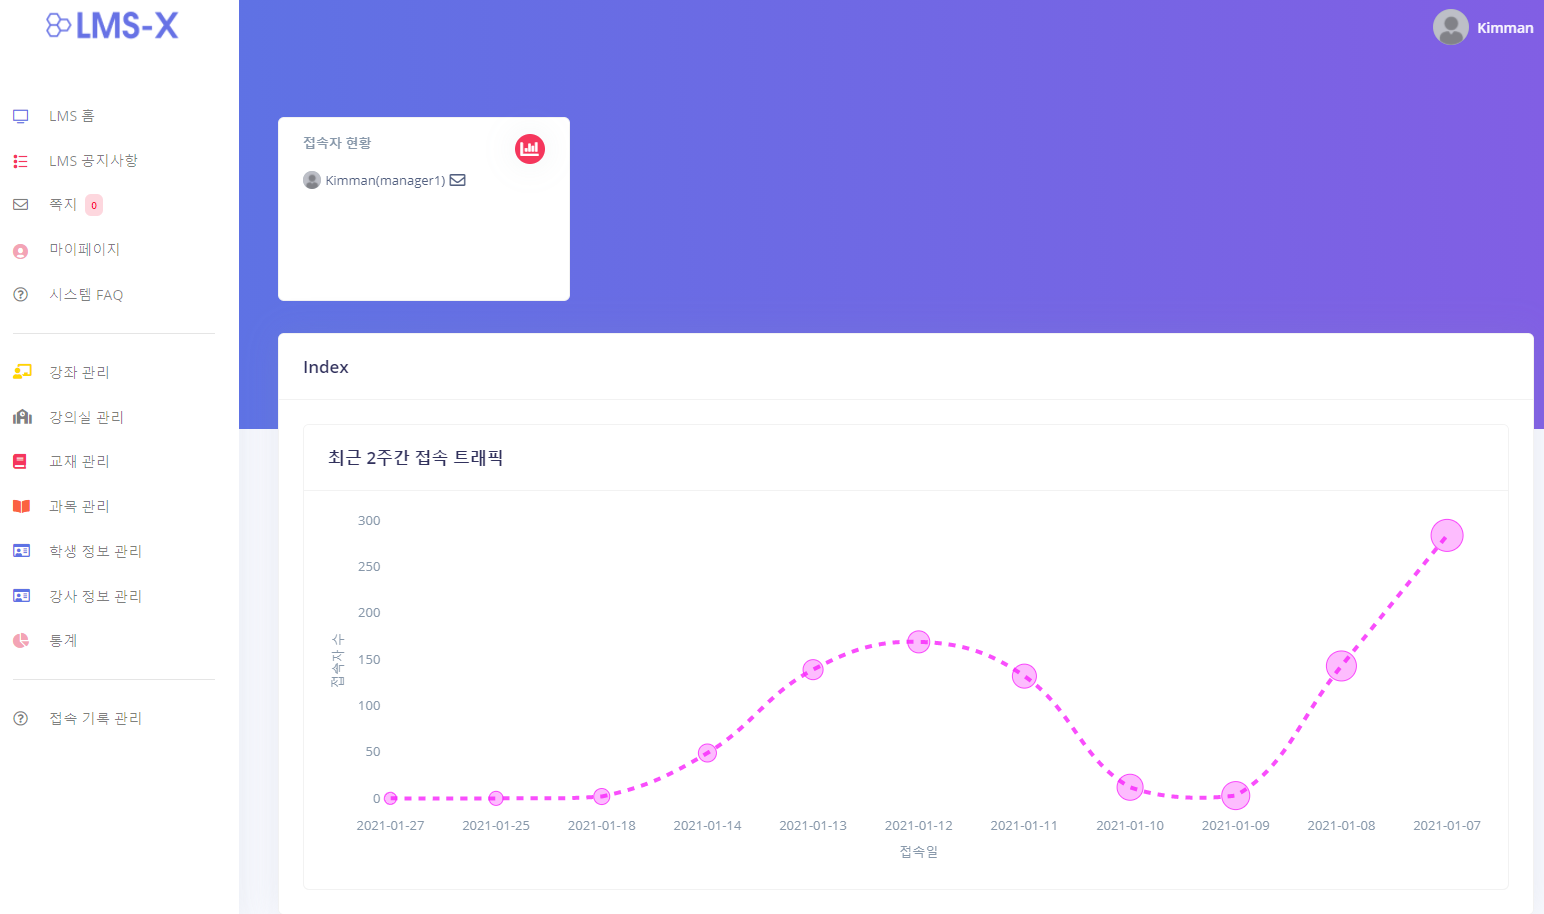 LMS-X
Kimman
LMS 홈
LMS 공지사항
쪽지 0
마이페이지
시스템 FAQ
강좌 관리
강의실 관리
교재 관리
과목 관리
학생 정보 관리
강사 정보 관리
통계
접속 기록 관리
접속자 현황
Kimman(manager1)
Index
최근 2주간 접속 트래픽
300
250
200
150
100
50
0
접속자 수
2021-01-27 2021-01-25 2021-01-18 2021-01-14 2021-01-13 2021-01-12 2021-01-11 2021-01-10 2021-01-09 2021-01-08 2021-01-07
접속일